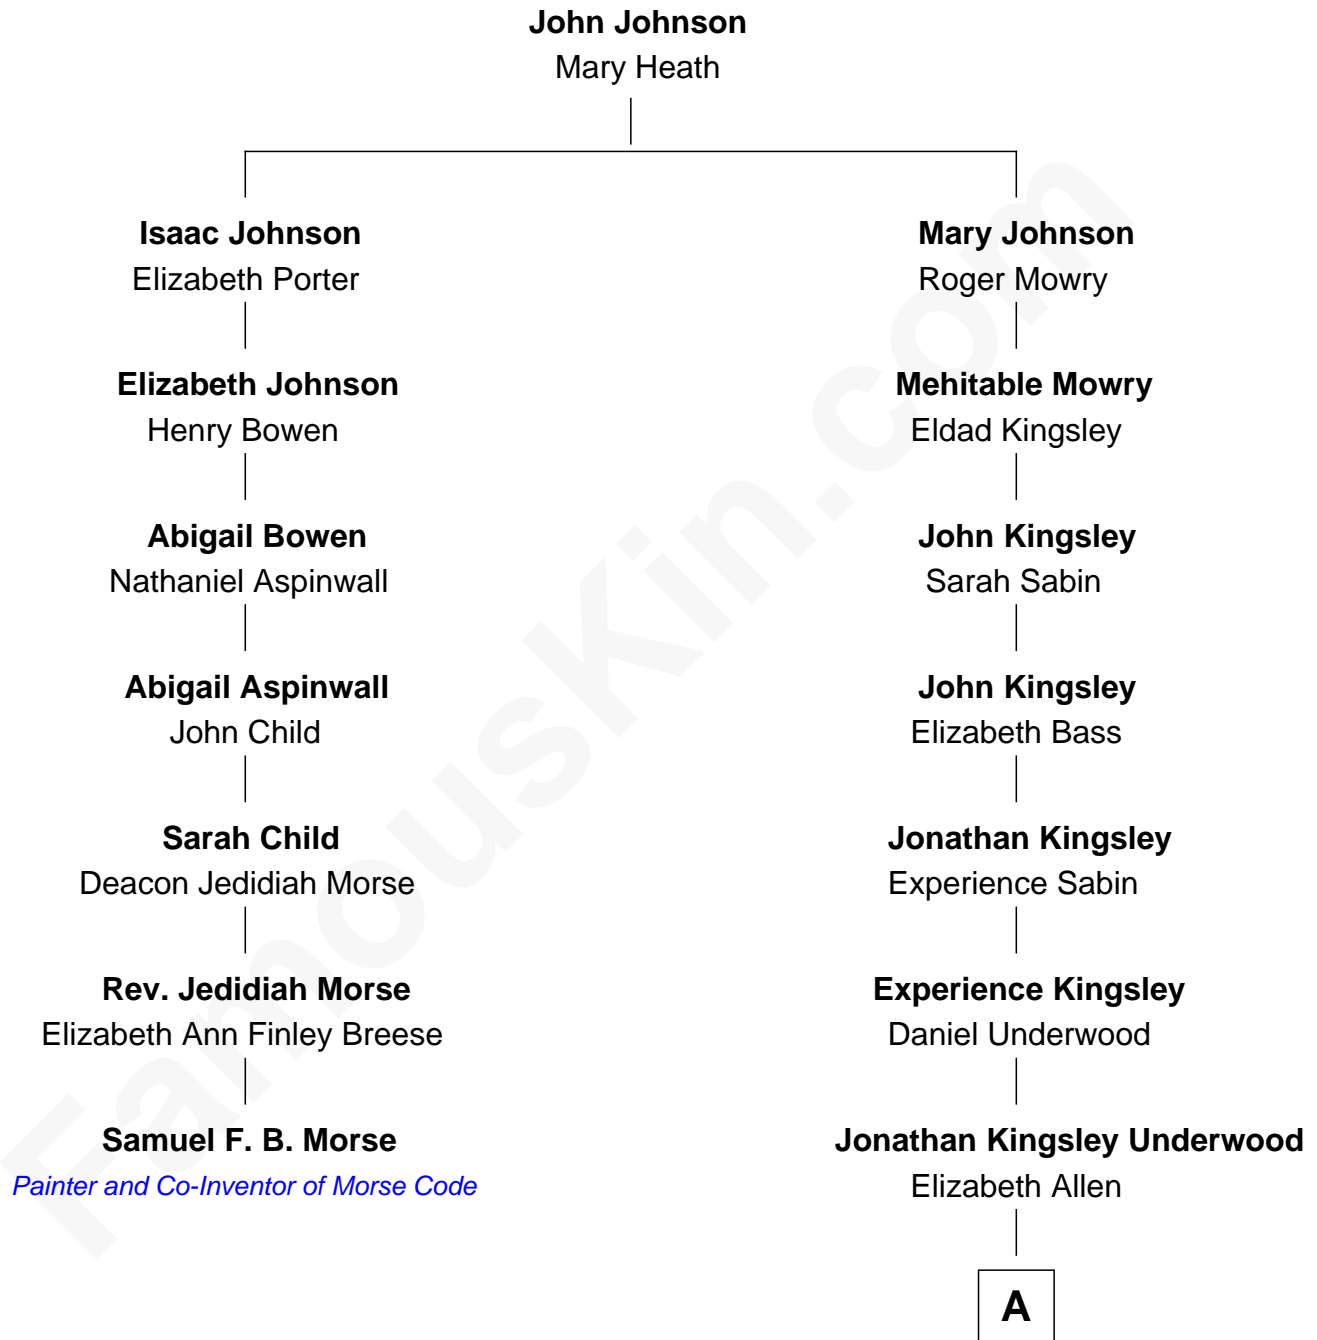 John Johnson
Mary Heath
Isaac Johnson
Elizabeth Porter
Mary Johnson
Roger Mowry
Elizabeth Johnson
Henry Bowen
Mehitable Mowry
Eldad Kingsley
Abigail Bowen
Nathaniel Aspinwall
John Kingsley
Sarah Sabin
Abigail Aspinwall
John Child
John Kingsley
Elizabeth Bass
Sarah Child
Deacon Jedidiah Morse
Jonathan Kingsley
Experience Sabin
Rev. Jedidiah Morse
Elizabeth Ann Finley Breese
Experience Kingsley
Daniel Underwood
Samuel F. B. Morse
Painter and Co-Inventor of Morse Code
Jonathan Kingsley Underwood
Elizabeth Allen
A
FamousKin.com